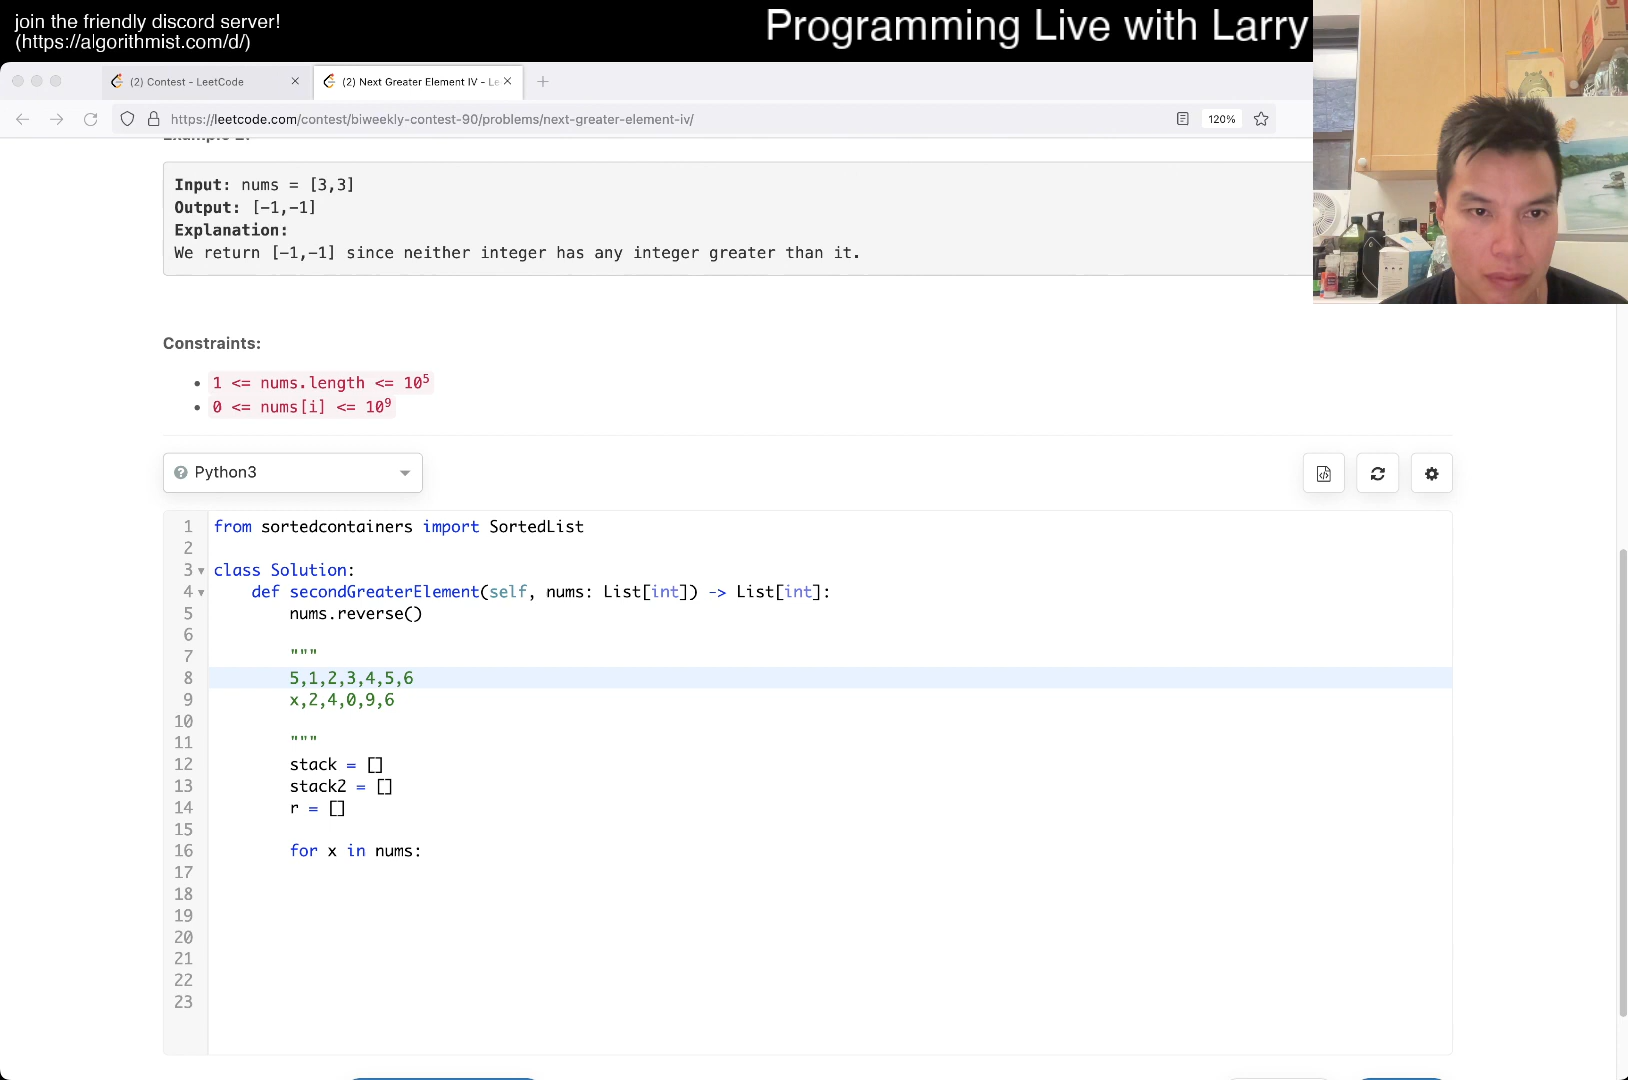 join the friendly discord server!
(https://algorithmist.com/d/)
Programming Live with Larry
(2) Contest - LeetCode
(2) Next Greater Element IV - Le
https://leetcode.com/contest/biweekly-contest-90/problems/next-greater-element-iv/
120%
Input: nums = [3,3]
Output: [-1,-1]
Explanation:
We return [-1,-1] since neither integer has any integer greater than it.
Constraints:
1 <= nums.length <= 10^5
0 <= nums[i] <= 10^9
Python3
1 from sortedcontainers import SortedList
2
3 class Solution:
4 def secondGreaterElement(self, nums: List[int]) -> List[int]:
5 nums.reverse()
6
7 """
8 5,1,2,3,4,5,6
9 x,2,4,0,9,6
10
11 """
12 stack = []
13 stack2 = []
14 r = []
15
16 for x in nums:
17
18
19
20
21
22
23